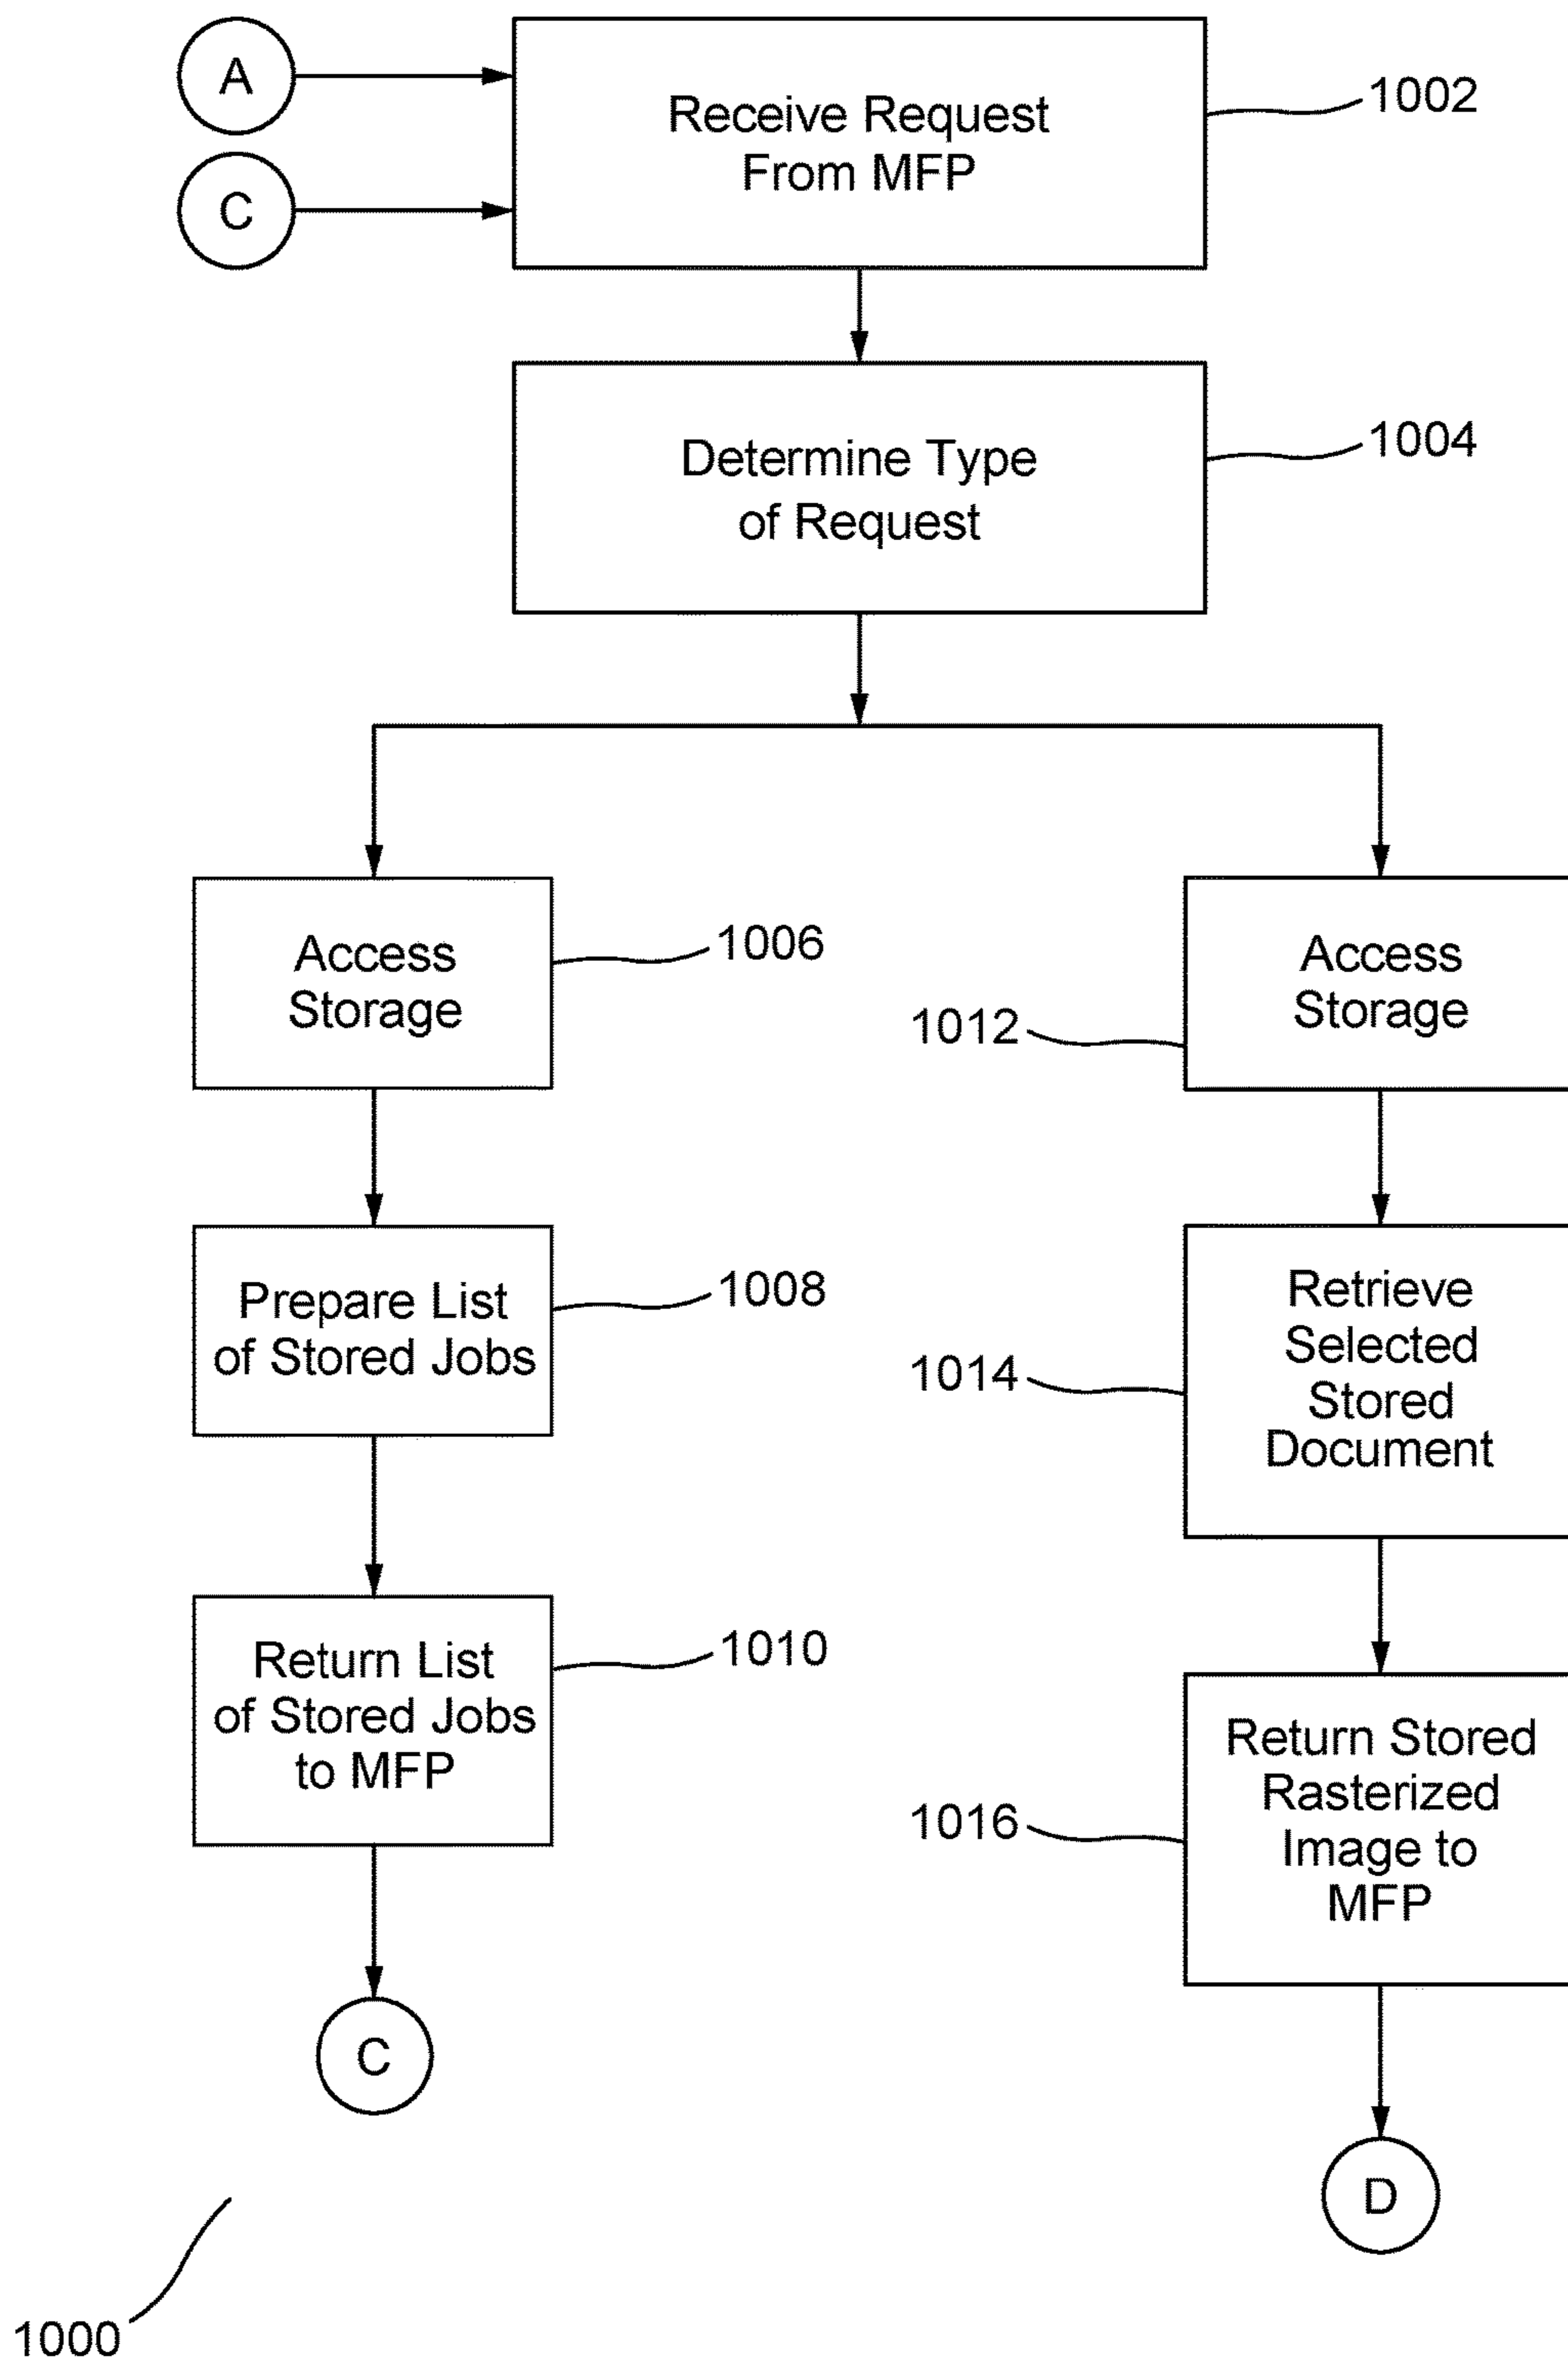 A
Receive Request
From MFP
1002
C
Determine Type
of Request
1004
Access
Storage
1006
Access
Storage
1012
Prepare List
of Stored Jobs
1008
Retrieve
Selected
Stored
Document
1014
Return List
of Stored Jobs
to MFP
1010
Return Stored
Rasterized
Image to
MFP
1016
C
D
1000